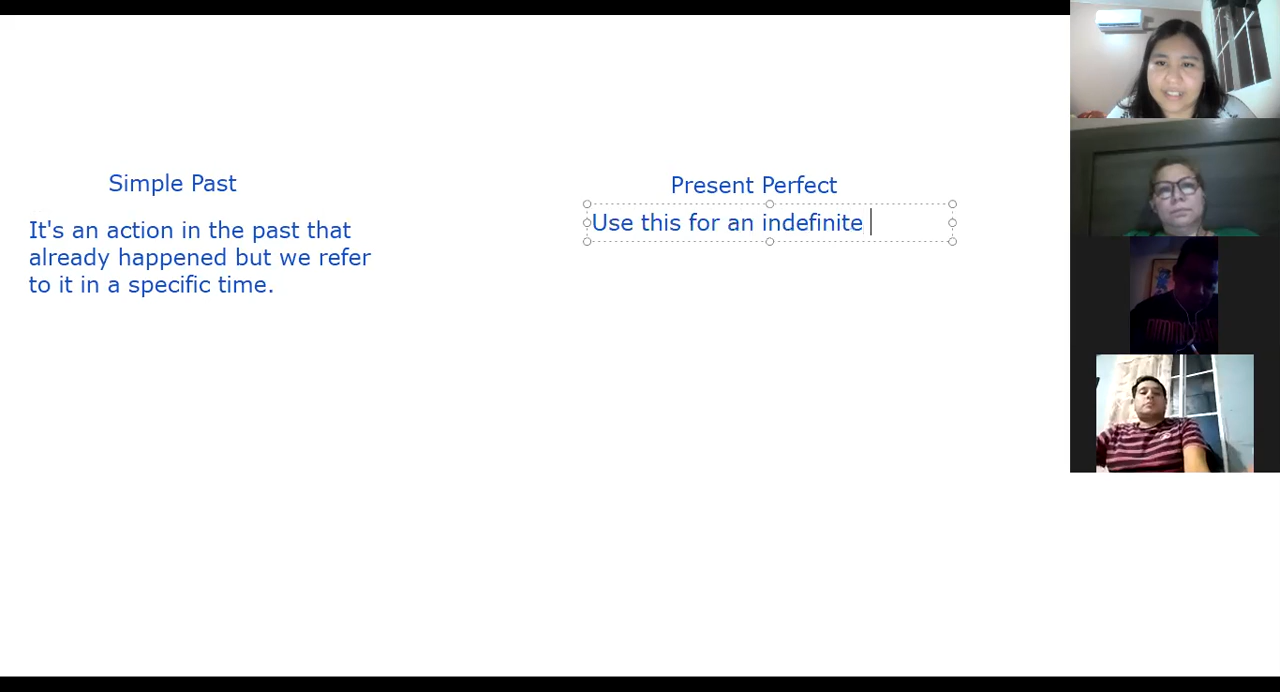 Simple Past
It's an action in the past that
already happened but we refer
to it in a specific time.
Present Perfect
Use this for an indefinite